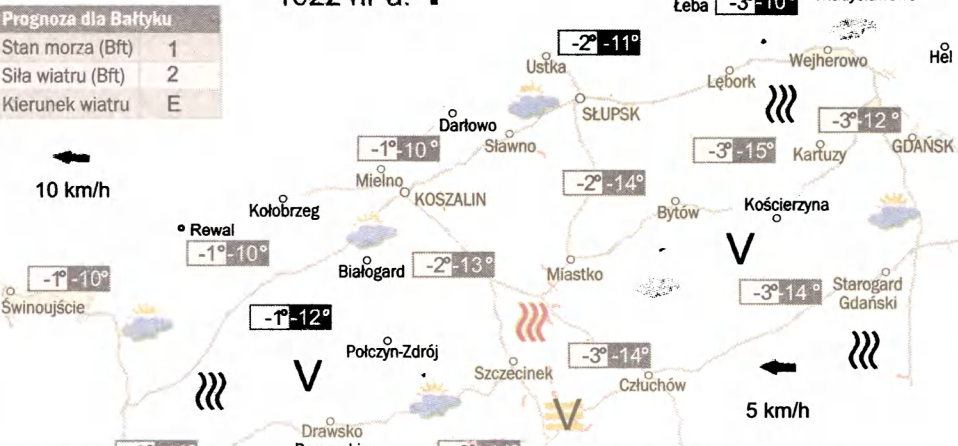 1022 hPa.
Łeba -3° -10°
Prognoza dla Bałtyku
Stan morza (Bft) 1
Siła wiatru (Bft) 2
Kierunek wiatru E
-2° -11°
Ustka
Wejherowo
Hel
Lębork
SŁUPSK
Darłowo
Sławno
-3° -12°
GDAŃSK
-1° -10°
-3° -15°
Kartuzy
10 km/h
Mielno
KOSZALIN
-2° -14°
Kołobrzeg
Bytów
Kościerzyna
Rewal
-1° -10°
V
Białogard
-2° -13°
Miastko
-1° -10°
Świnoujście
-3° -14°
Starogard
Gdański
-1° -12°
Połczyn-Zdrój
V
Szczecinek
-3° -14°
Człuchów
5 km/h
V
Drawsko